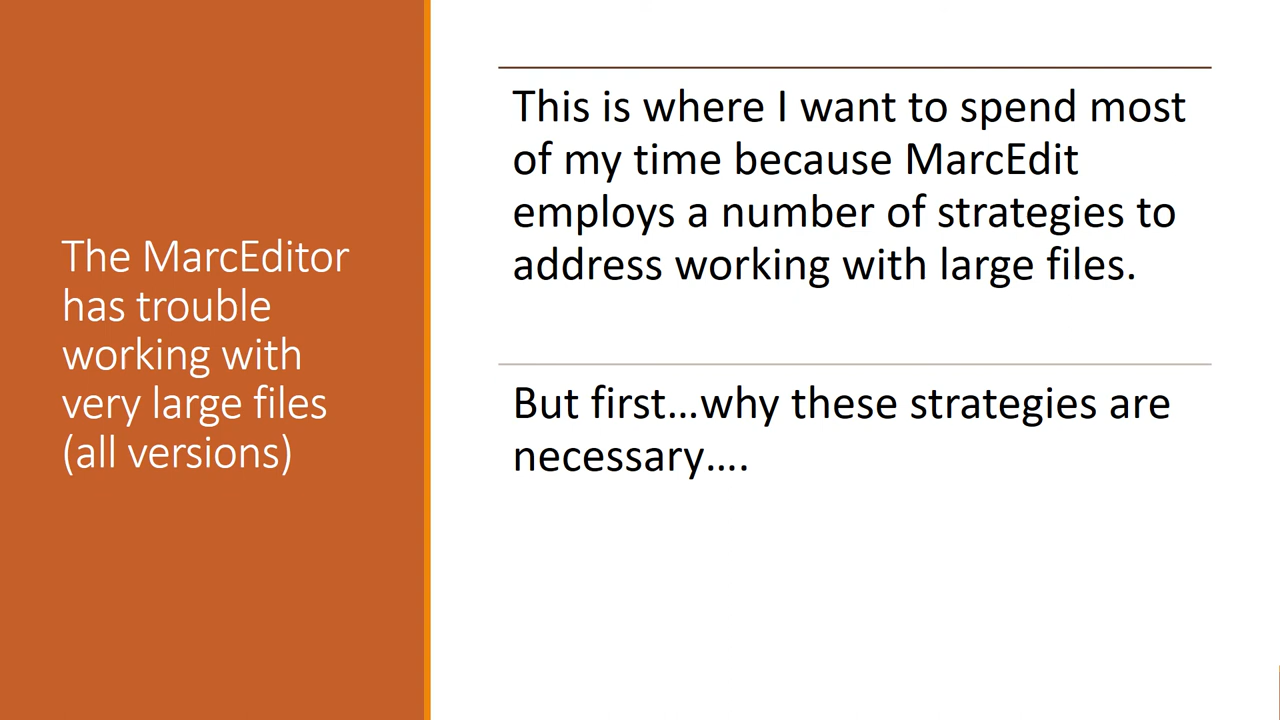 The MarcEditor
has trouble
working with
very large files
(all versions)
This is where I want to spend most
of my time because MarcEdit
employs a number of strategies to
address working with large files.
But first…why these strategies are
necessary….